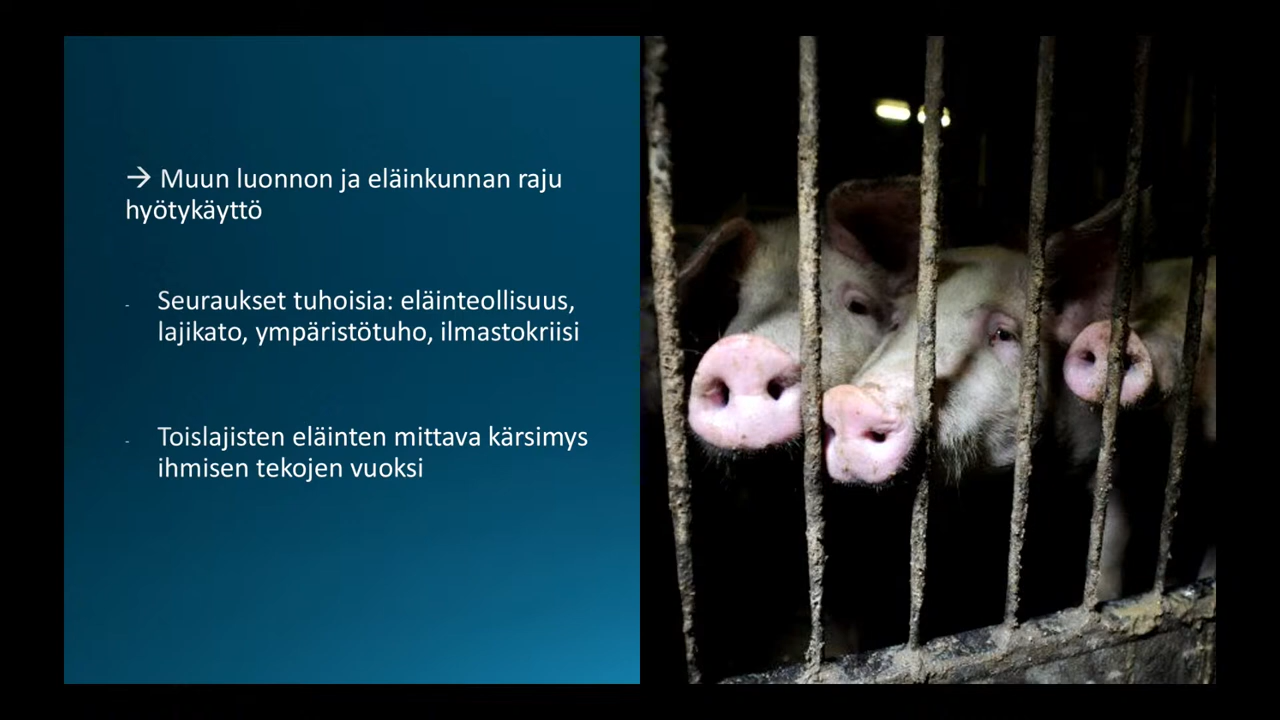 → Muun luonnon ja eläinkunnan raju
hyötykäyttö
- Seuraukset tuhoisia: eläinteollisuus,
lajikato, ympäristötuho, ilmastokriisi
- Toislajisten eläinten mittava kärsimys
ihmisen tekojen vuoksi